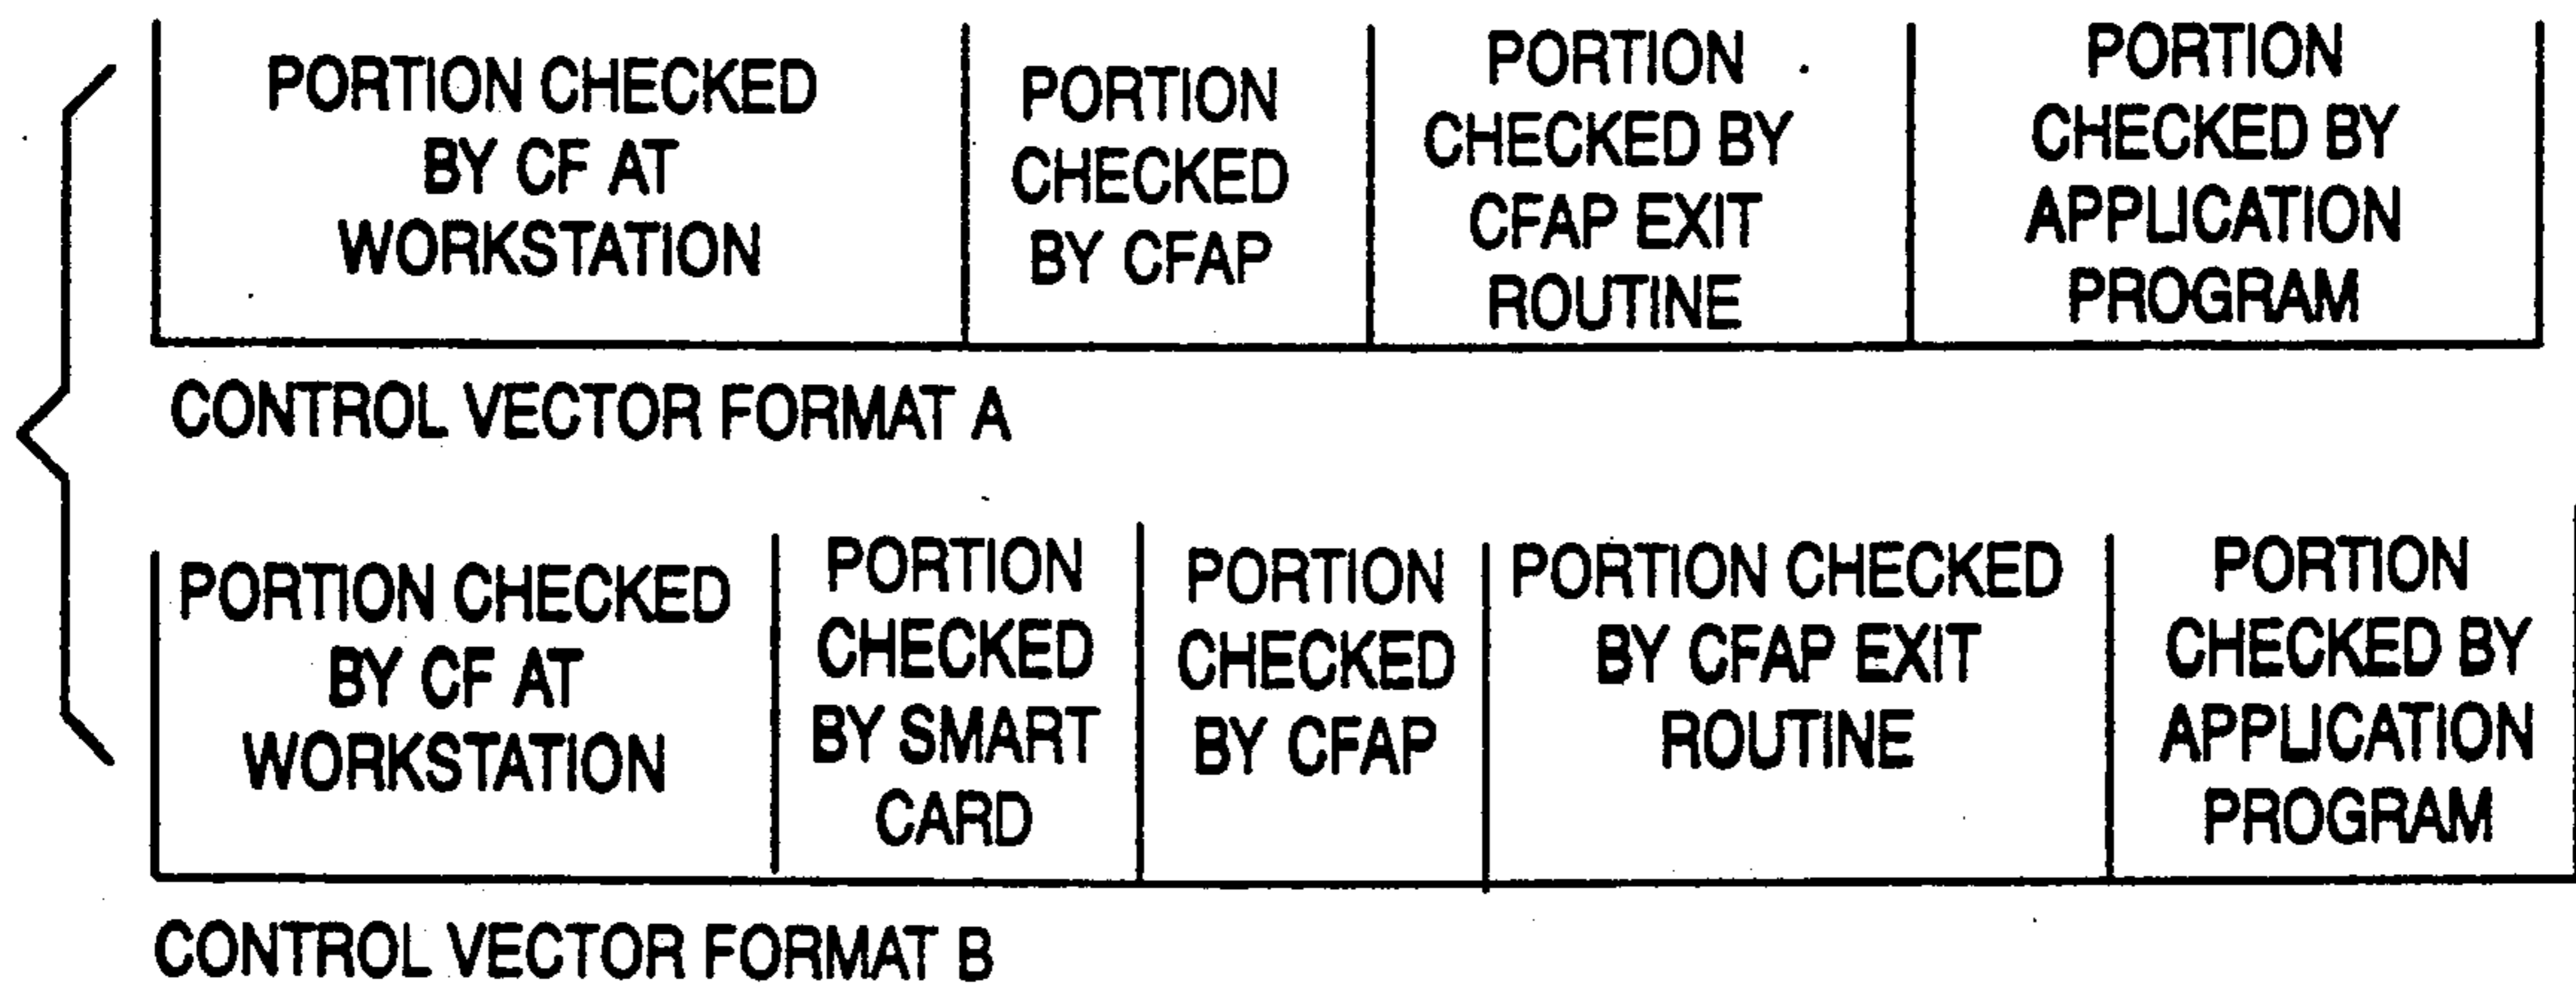 PORTION CHECKED
BY CF AT
WORKSTATION
PORTION
CHECKED
BY CFAP
PORTION
CHECKED BY
CFAP EXIT
ROUTINE
PORTION
CHECKED BY
APPLICATION
PROGRAM
CONTROL VECTOR FORMAT A
PORTION CHECKED
BY CF AT
WORKSTATION
PORTION
CHECKED
BY SMART
CARD
PORTION
CHECKED
BY CFAP
PORTION CHECKED
BY CFAP EXIT
ROUTINE
PORTION
CHECKED BY
APPLICATION
PROGRAM
CONTROL VECTOR FORMAT B